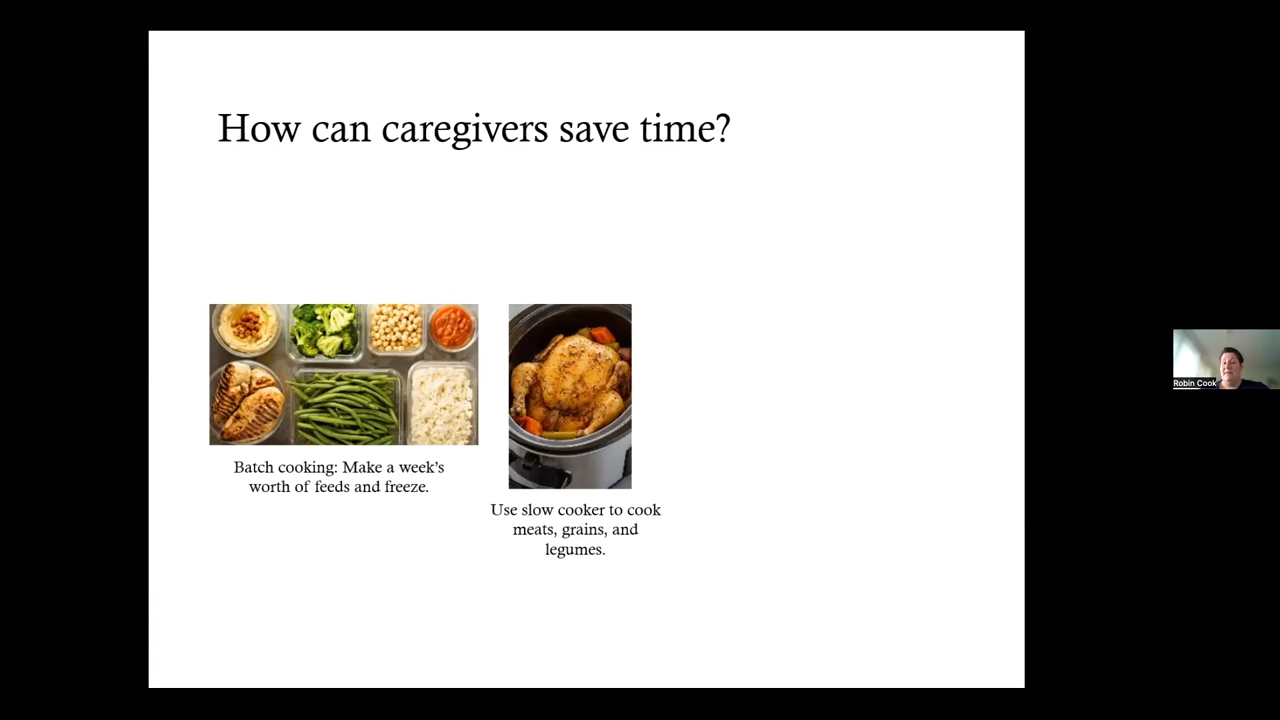 How can caregivers save time?
Batch cooking: Make a week’s
worth of feeds and freeze.
Use slow cooker to cook
meats, grains, and
legumes.
Robin Cook